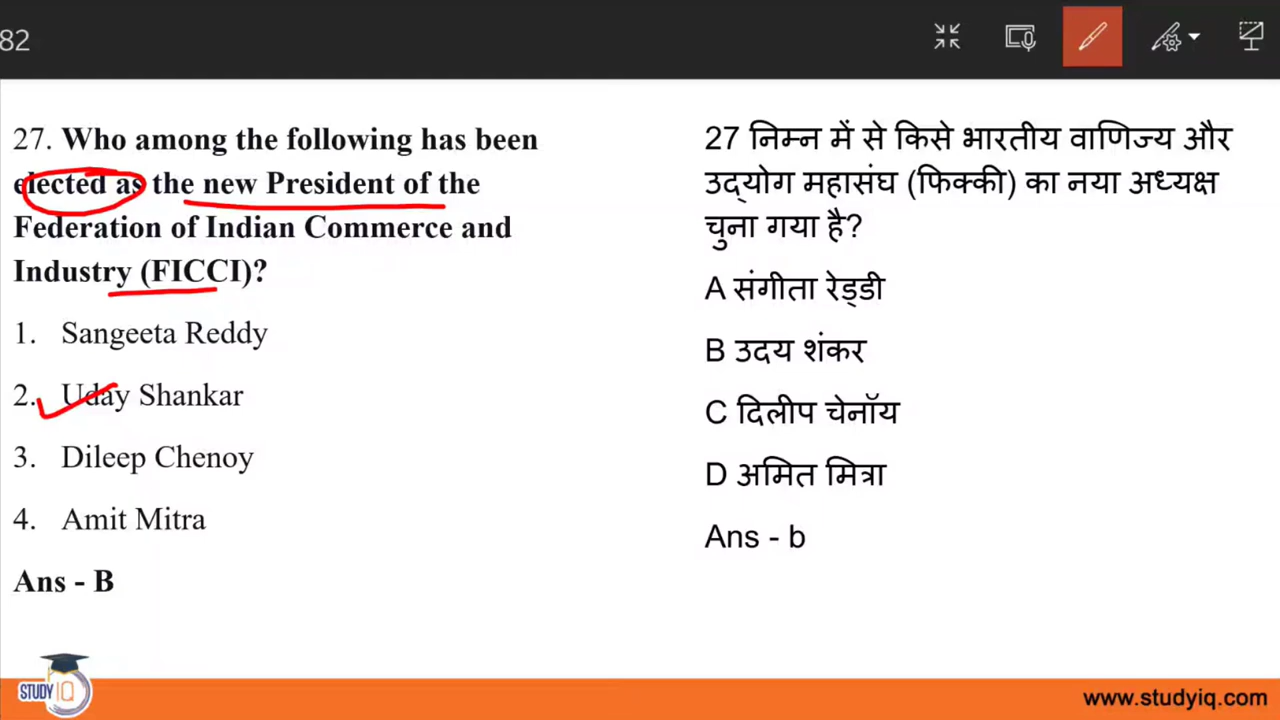 82
27. Who among the following has been
elected as the new President of the
Federation of Indian Commerce and
Industry (FICCI)?
1. Sangeeta Reddy
2. Uday Shankar
3. Dileep Chenoy
4. Amit Mitra
Ans - B
27 निम्न में से किसे भारतीय वाणिज्य और
उद्योग महासंघ (फिक्की) का नया अध्यक्ष
चुना गया है?
A संगीता रेड्डी
B उदय शंकर
C दिलीप चेनॉय
D अमित मित्रा
Ans - b
STUDY IQ
www.studyiq.com